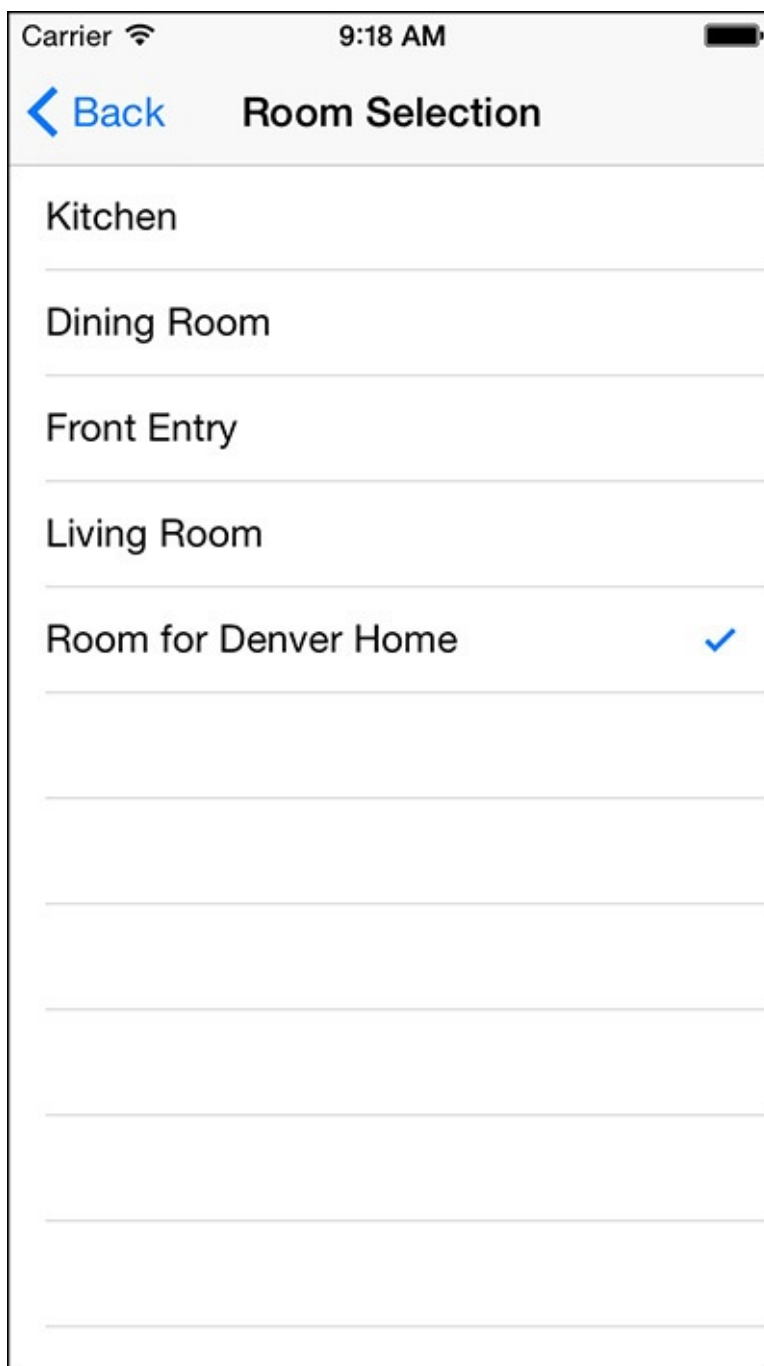 Carrier 9:18 AM
Back Room Selection
Kitchen
Dining Room
Front Entry
Living Room
Room for Denver Home